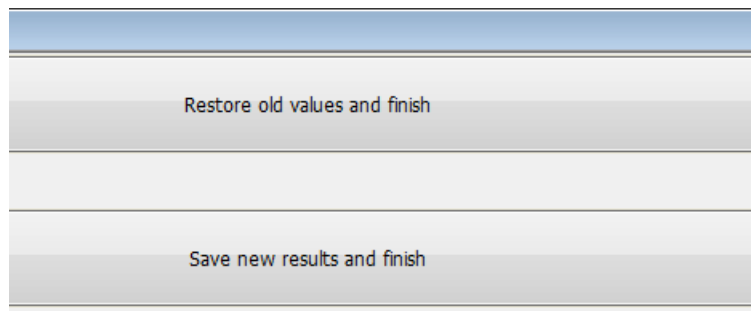 Restore old values and finish
Save new results and finish